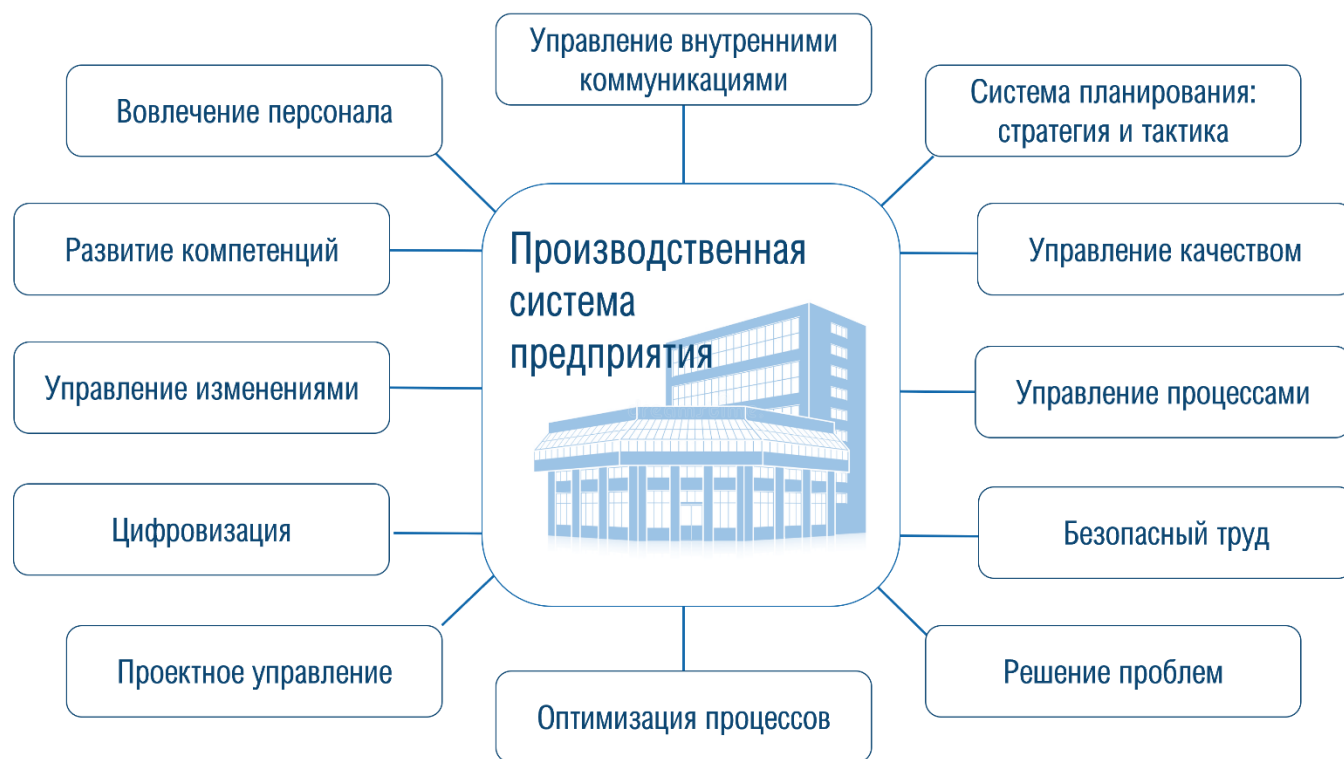 Управление внутренними
коммуникациями
Вовлечение персонала
Система планирования:
стратегия и тактика
Развитие компетенций
Производственная
система
предприятия
Управление качеством
Управление изменениями
Управление процессами
Цифровизация
Безопасный труд
Проектное управление
Оптимизация процессов
Решение проблем